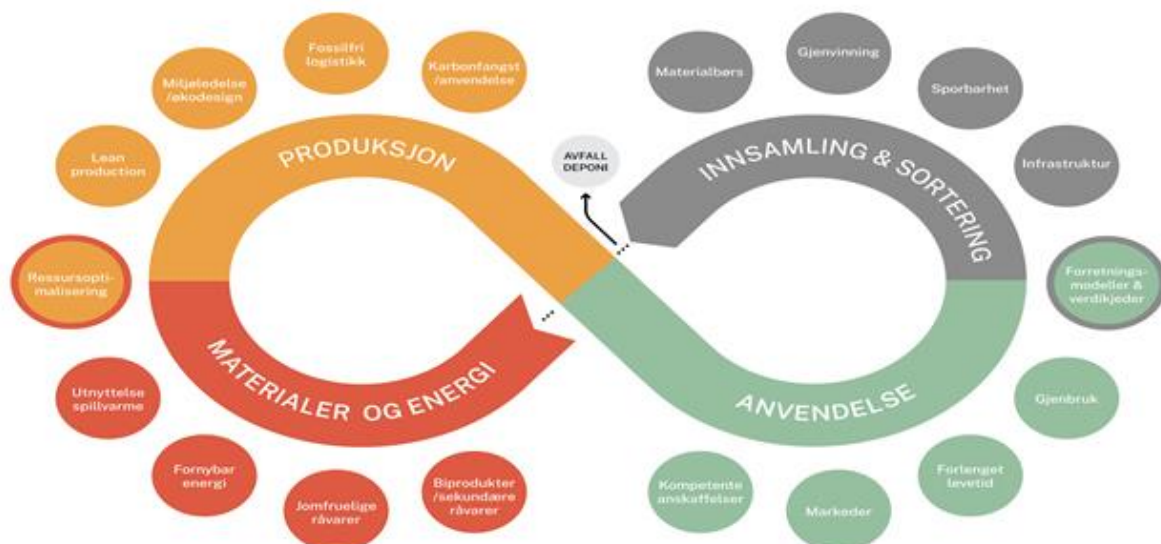 Fossilfri
logistikk
Karbonfangst
/anvendelse
Miljøledelse
/økodesign
Lean
production
Ressursopti-
malisering
PRODUKSJON
Materialbørs
Gjenvinning
Sporbarhet
Infrastruktur
Forretnings-
modeller &
verdikjeder
INNSAMLING & SORTERING
AVFALL
DEPONI
MATERIALER OG ENERGI
Utnyttelse
spillvarme
Fornybar
energi
Jomfruelige
råvarer
Biprodukter
/sekundære
råvarer
ANVENDELSE
Gjenbruk
Forlenget
levetid
Markeder
Kompetente
anskaffelser